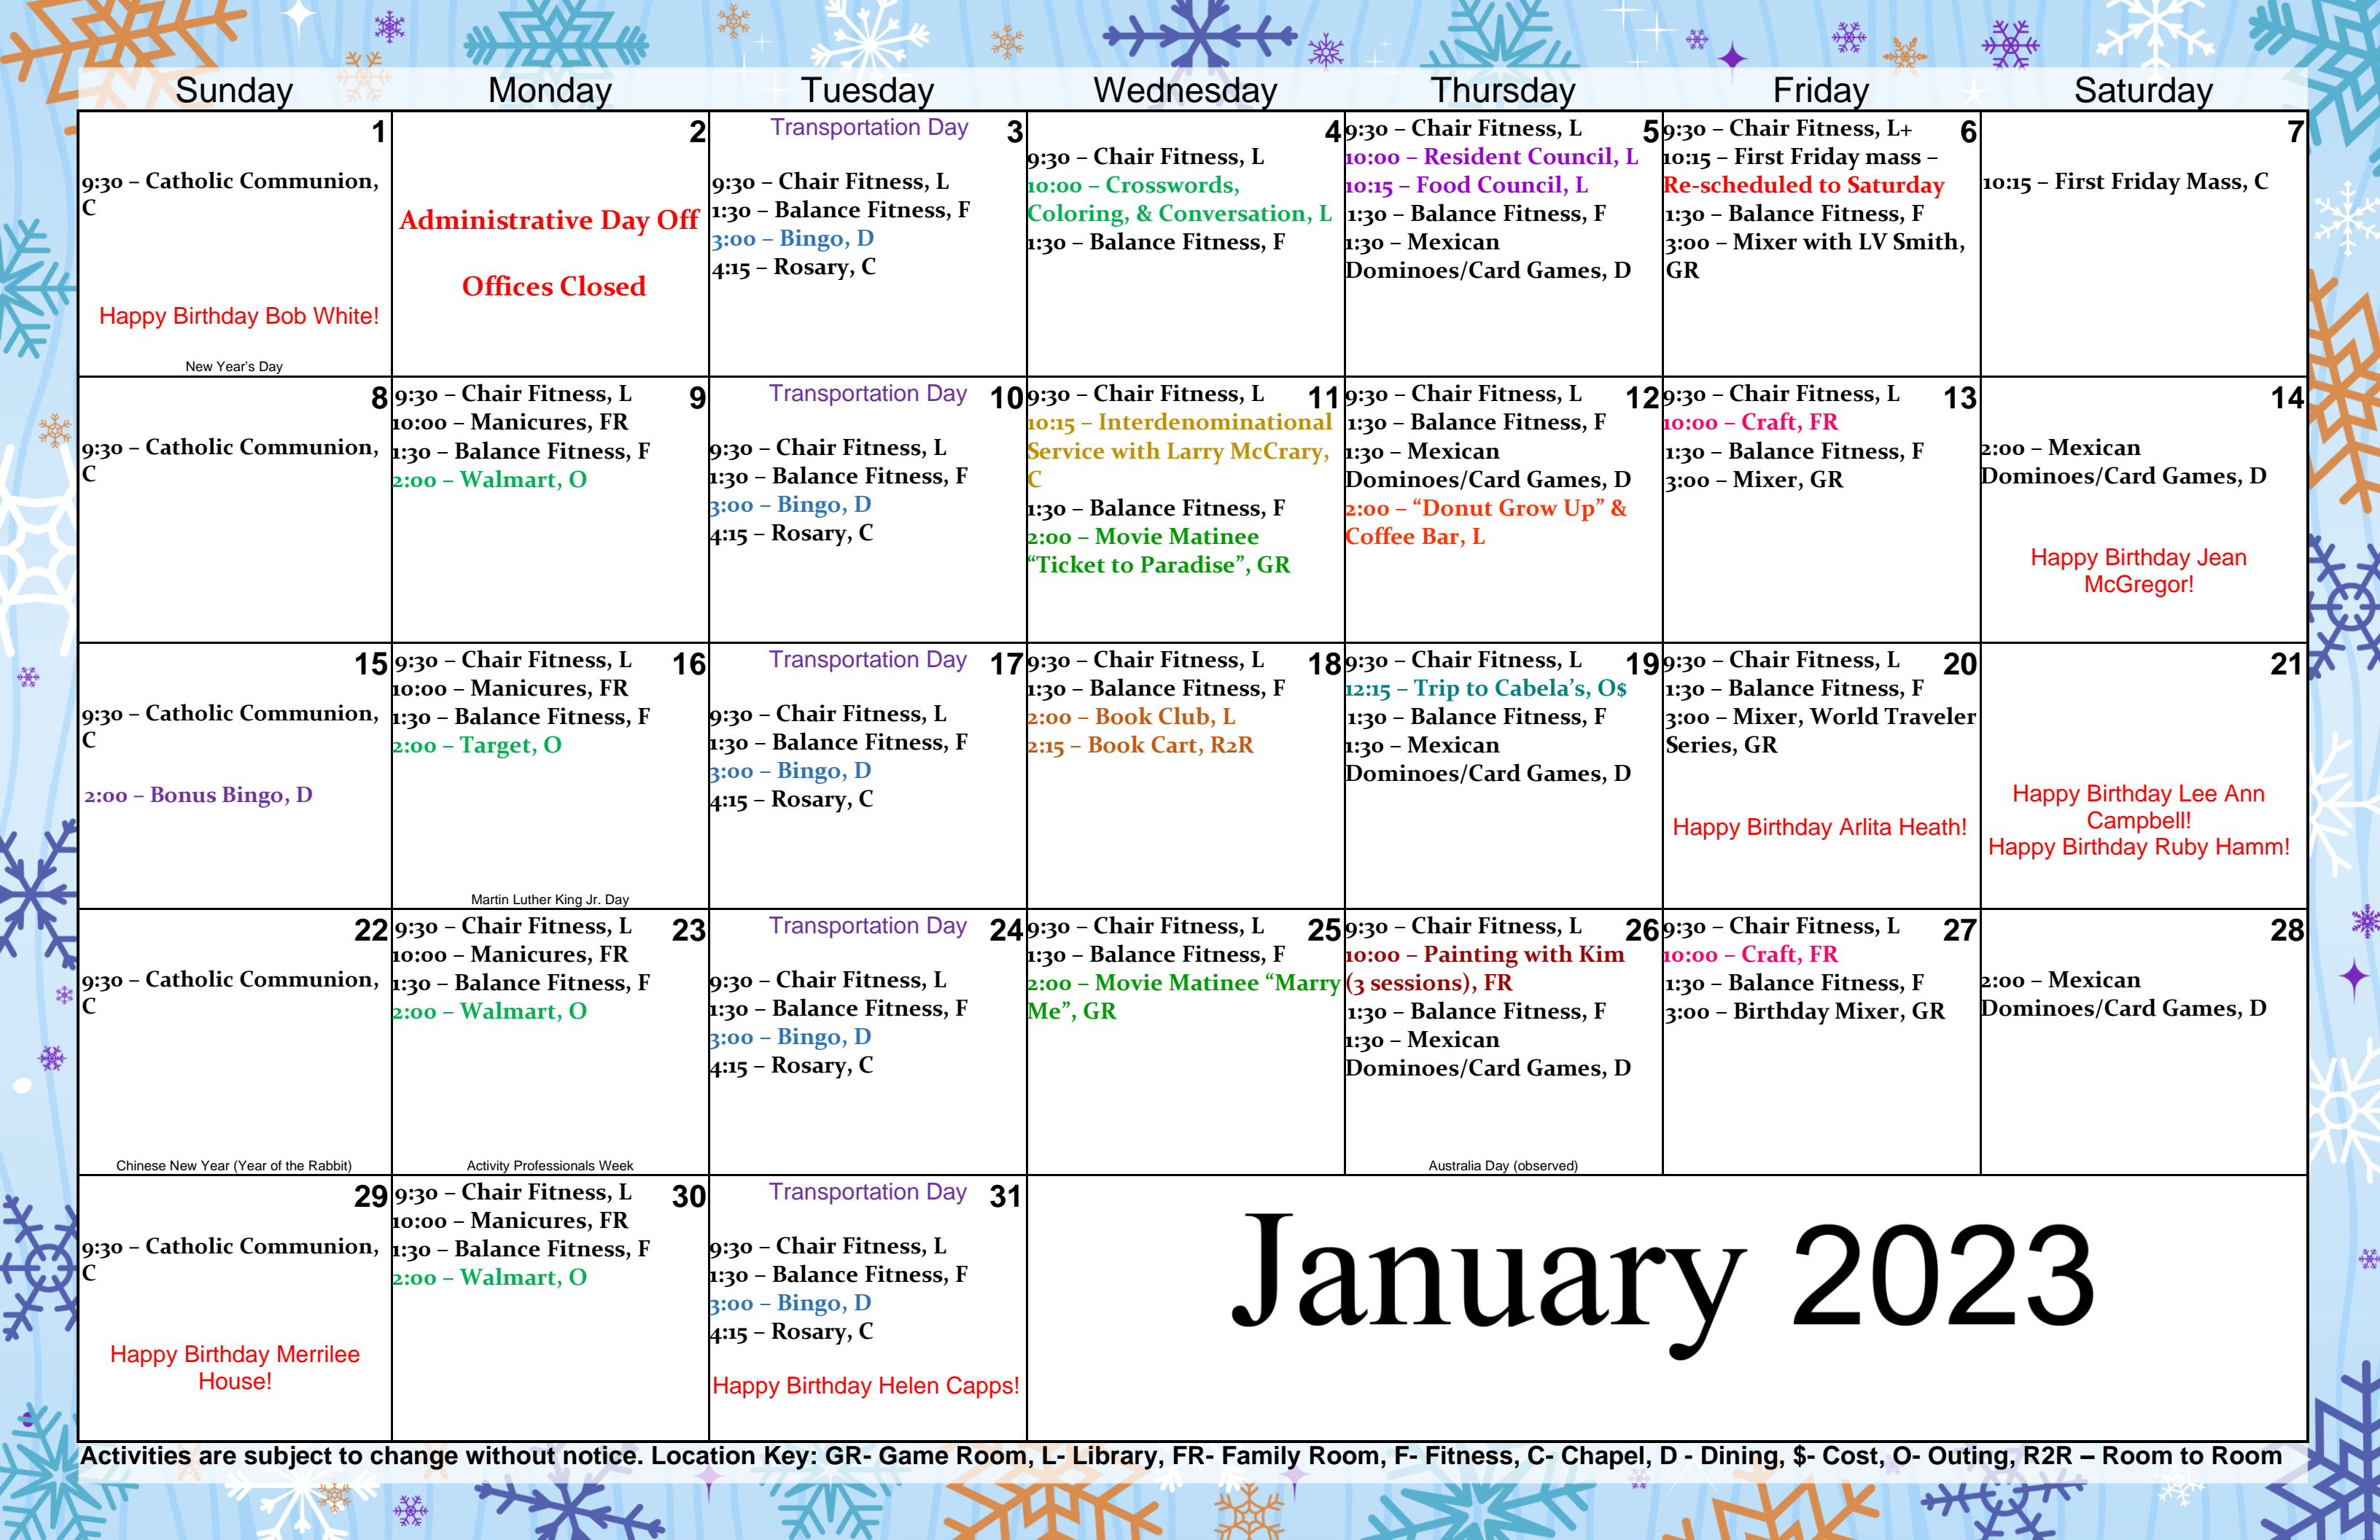 Sunday Monday Tuesday Wednesday Thursday Friday Saturday
1
9:30 – Catholic Communion,
C
Happy Birthday Bob White!
New Year's Day
2
Administrative Day Off
Offices Closed
Transportation Day 3
9:30 – Chair Fitness, L
1:30 – Balance Fitness, F
3:00 – Bingo, D
4:15 – Rosary, C
4
9:30 – Chair Fitness, L
10:00 – Crosswords,
Coloring, & Conversation, L
1:30 – Balance Fitness, F
9:30 – Chair Fitness, L 5
10:00 – Resident Council, L
10:15 – Food Council, L
1:30 – Balance Fitness, F
1:30 – Mexican
Dominoes/Card Games, D
9:30 – Chair Fitness, L+ 6
10:15 – First Friday mass –
Re-scheduled to Saturday
1:30 – Balance Fitness, F
3:00 – Mixer with LV Smith,
GR
7
10:15 – First Friday Mass, C
8
9:30 – Catholic Communion,
C
9:30 – Chair Fitness, L 9
10:00 – Manicures, FR
1:30 – Balance Fitness, F
2:00 – Walmart, O
Transportation Day 10
9:30 – Chair Fitness, L
1:30 – Balance Fitness, F
3:00 – Bingo, D
4:15 – Rosary, C
9:30 – Chair Fitness, L 11
10:15 – Interdenominational
Service with Larry McCrary,
C
1:30 – Balance Fitness, F
2:00 – Movie Matinee
“Ticket to Paradise”, GR
9:30 – Chair Fitness, L 12
1:30 – Balance Fitness, F
1:30 – Mexican
Dominoes/Card Games, D
2:00 – “Donut Grow Up” &
Coffee Bar, L
9:30 – Chair Fitness, L 13
10:00 – Craft, FR
1:30 – Balance Fitness, F
3:00 – Mixer, GR
14
2:00 – Mexican
Dominoes/Card Games, D
Happy Birthday Jean
McGregor!
15
9:30 – Catholic Communion,
C
2:00 – Bonus Bingo, D
9:30 – Chair Fitness, L 16
10:00 – Manicures, FR
1:30 – Balance Fitness, F
2:00 – Target, O
Martin Luther King Jr. Day
Transportation Day 17
9:30 – Chair Fitness, L
1:30 – Balance Fitness, F
3:00 – Bingo, D
4:15 – Rosary, C
9:30 – Chair Fitness, L 18
1:30 – Balance Fitness, F
2:00 – Book Club, L
2:15 – Book Cart, R2R
9:30 – Chair Fitness, L 19
12:15 – Trip to Cabela’s, O$
1:30 – Balance Fitness, F
1:30 – Mexican
Dominoes/Card Games, D
9:30 – Chair Fitness, L 20
1:30 – Balance Fitness, F
3:00 – Mixer, World Traveler
Series, GR
Happy Birthday Arlita Heath!
21
Happy Birthday Lee Ann
Campbell!
Happy Birthday Ruby Hamm!
22
9:30 – Catholic Communion,
C
Chinese New Year (Year of the Rabbit)
9:30 – Chair Fitness, L 23
10:00 – Manicures, FR
1:30 – Balance Fitness, F
2:00 – Walmart, O
Activity Professionals Week
Transportation Day 24
9:30 – Chair Fitness, L
1:30 – Balance Fitness, F
3:00 – Bingo, D
4:15 – Rosary, C
9:30 – Chair Fitness, L 25
1:30 – Balance Fitness, F
2:00 – Movie Matinee “Marry
Me”, GR
9:30 – Chair Fitness, L 26
10:00 – Painting with Kim
(3 sessions), FR
1:30 – Balance Fitness, F
1:30 – Mexican
Dominoes/Card Games, D
Australia Day (observed)
9:30 – Chair Fitness, L 27
10:00 – Craft, FR
1:30 – Balance Fitness, F
3:00 – Birthday Mixer, GR
28
2:00 – Mexican
Dominoes/Card Games, D
29
9:30 – Catholic Communion,
C
Happy Birthday Merrilee
House!
9:30 – Chair Fitness, L 30
10:00 – Manicures, FR
1:30 – Balance Fitness, F
2:00 – Walmart, O
Transportation Day 31
9:30 – Chair Fitness, L
1:30 – Balance Fitness, F
3:00 – Bingo, D
4:15 – Rosary, C
Happy Birthday Helen Capps!
January 2023
Activities are subject to change without notice. Location Key: GR- Game Room, L- Library, FR- Family Room, F- Fitness, C- Chapel, D - Dining, $- Cost, O- Outing, R2R – Room to Room